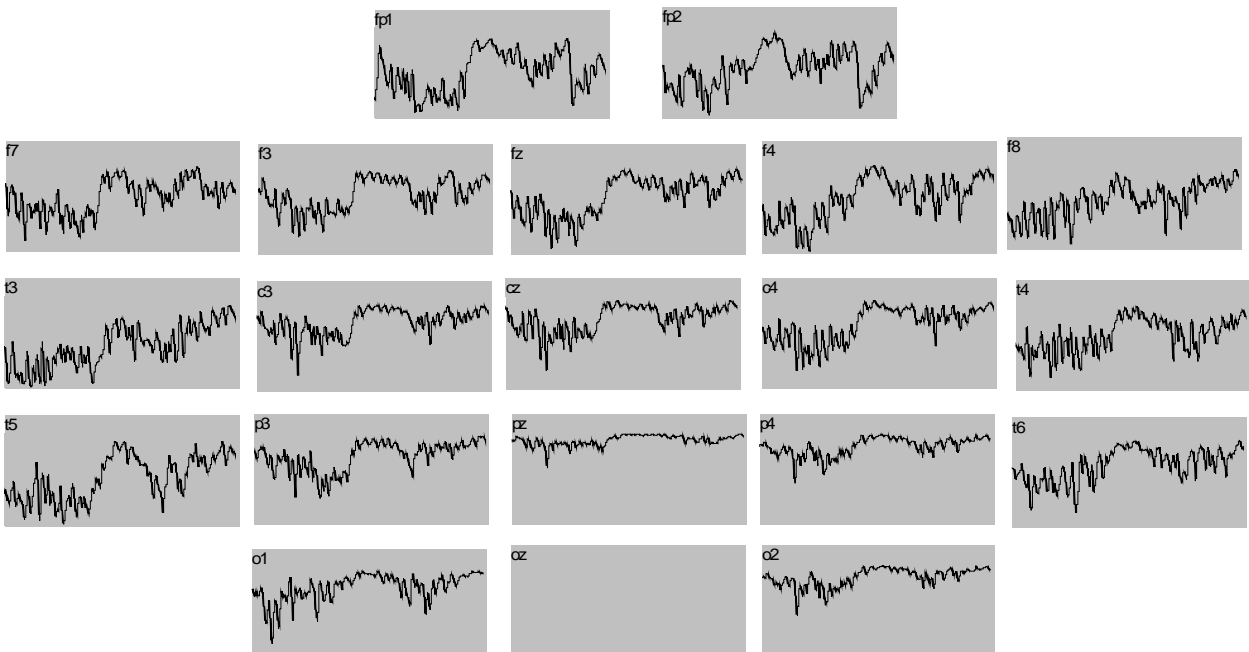 fp1 fp2
f7 f3 fz f4 f8
t3 c3 cz c4 t4
t5 p3 pz p4 t6
o1 oz o2